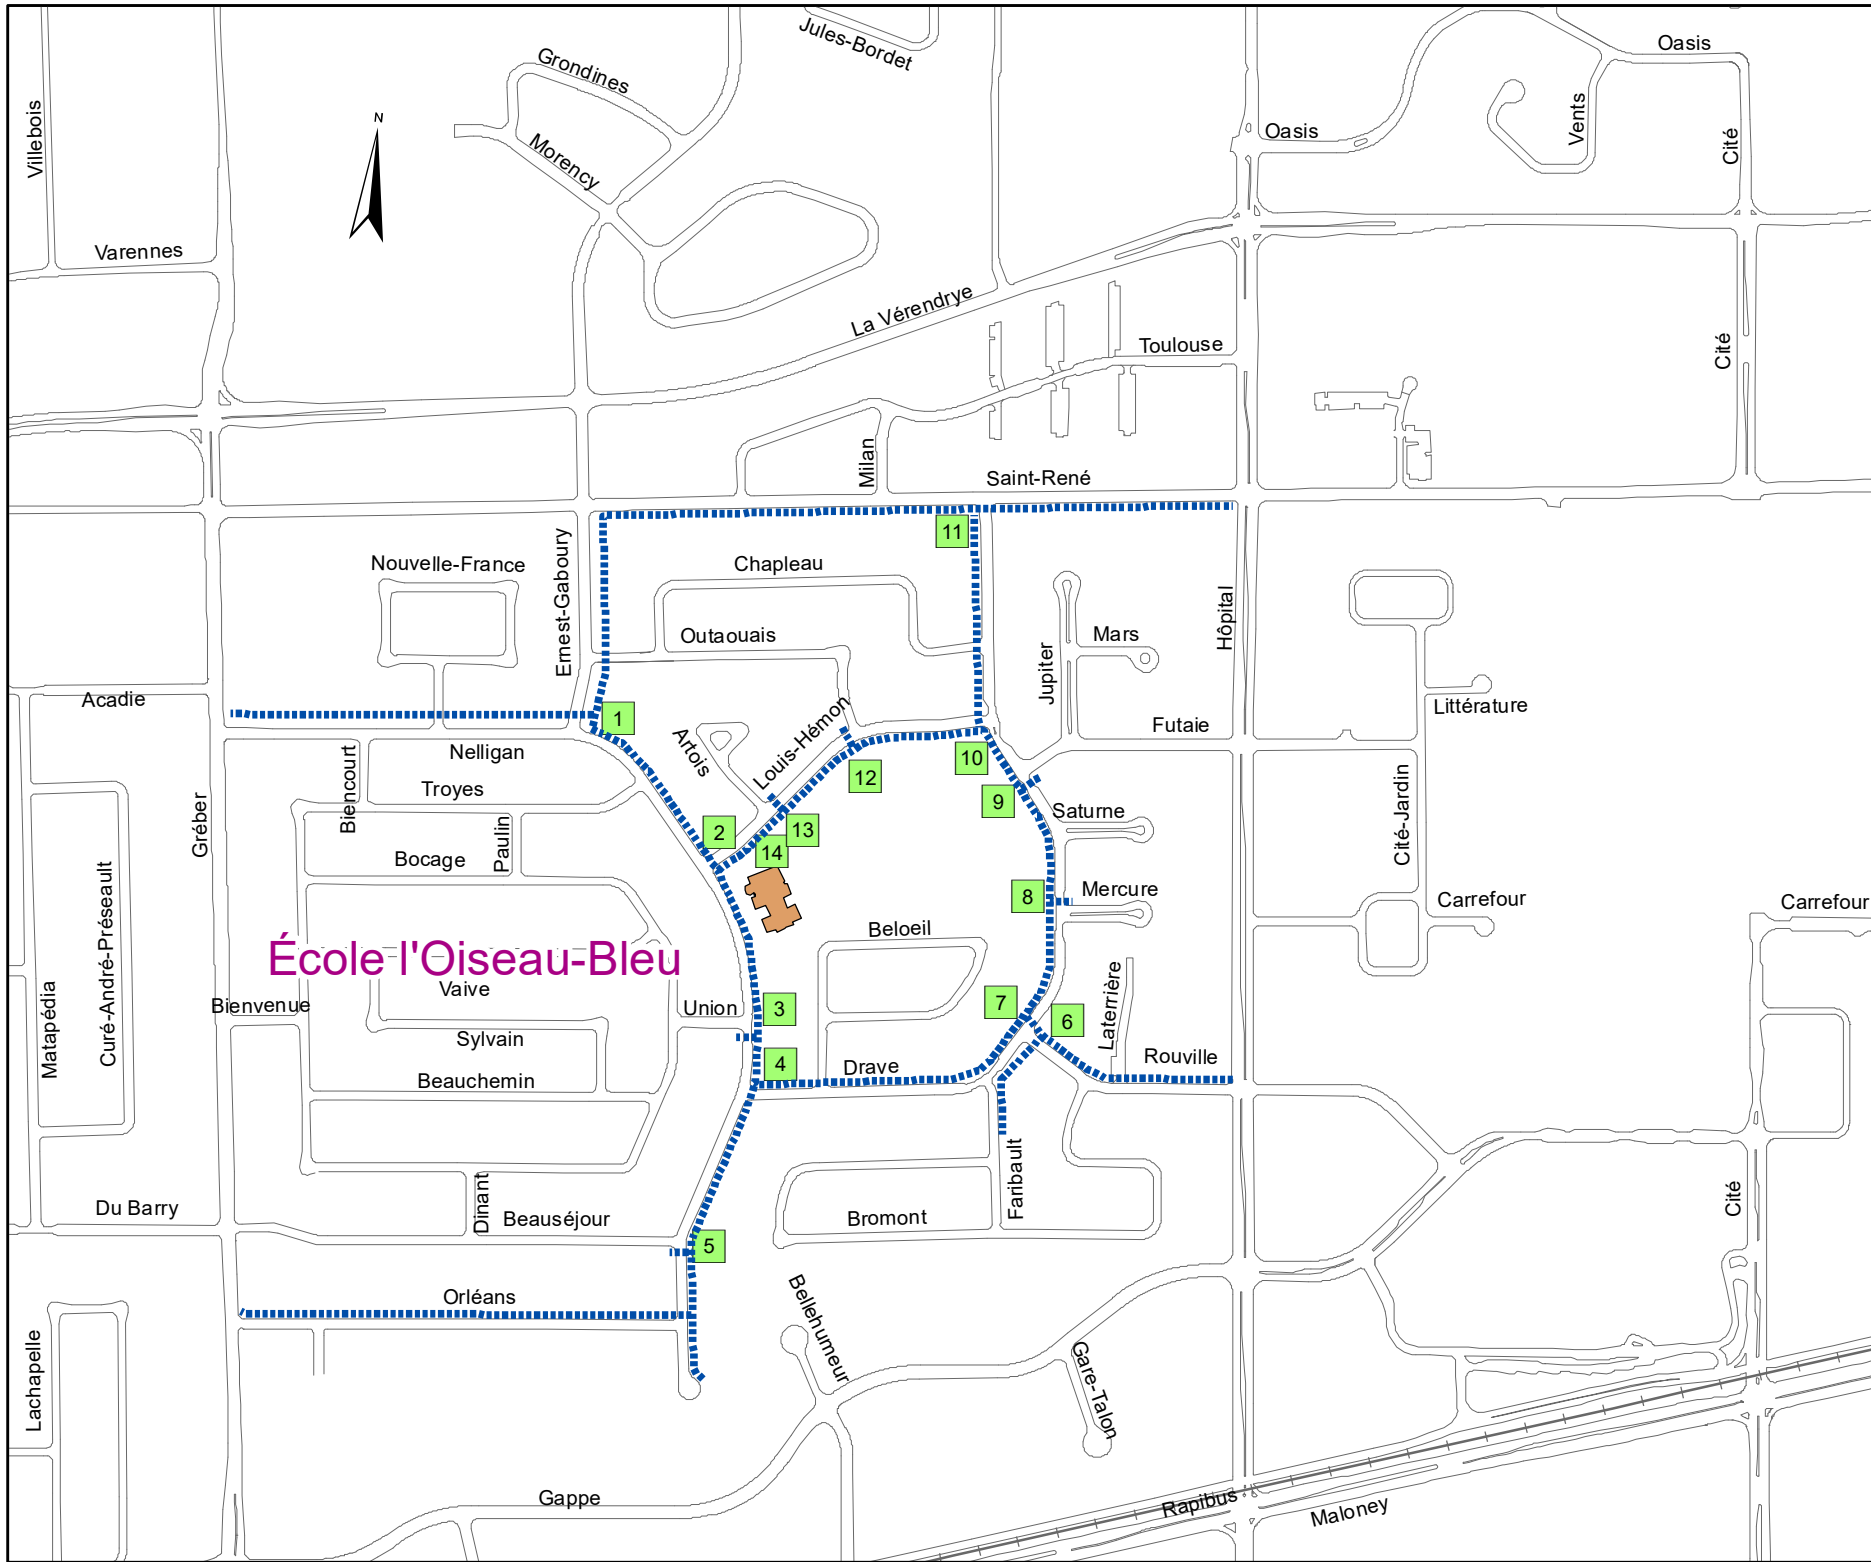 Jules-Bordet
Oasis
Grondines
Villebois
Vents
Oasis
Cité
N
Morency
Varennes
La Vérendrye
Toulouse
Cité
Milan
Saint-René
11
Nouvelle-France
Ernest-Gaboury
Chapleau
Outaouais
Mars
Hôpital
Jupiter
Acadie
1
Louis-Hémon
Littérature
Futaie
Artois
Nelligan
Biencourt
10
12
Troyes
9
Saturne
Gréber
2
13
Cité-Jardin
Paulin
14
Bocage
8
Mercure
Carrefour
Carrefour
Curé-André-Préseault
Beloeil
École l'Oiseau-Bleu
Vaive
Bienvenue
Union
3
7
6
Laterrière
Matapédia
Sylvain
4
Drave
Rouville
Beauchemin
Faribault
Cité
Du Barry
Dinant
Beauséjour
Bromont
5
Orléans
Bellehumeur
Lachapelle
Gare-Talon
Gappe
Rapibus
Maloney